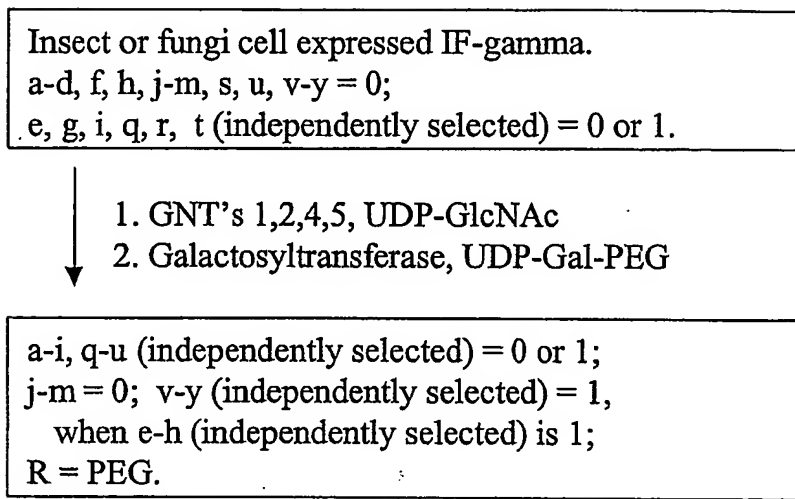 Insect or fungi cell expressed IF-gamma.
a-d, f, h, j-m, s, u, v-y = 0;
e, g, i, q, r, t (independently selected) = 0 or 1.
1. GNT's 1,2,4,5, UDP-GlcNAc
2. Galactosyltransferase, UDP-Gal-PEG
a-i, q-u (independently selected) = 0 or 1;
j-m = 0; v-y (independently selected) = 1,
when e-h (independently selected) is 1;
R = PEG.